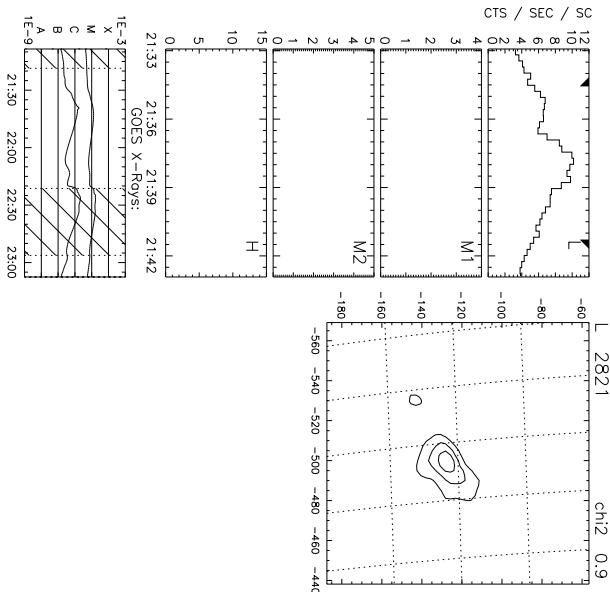 CTS / SEC / SC
0 2 4 6 8 10 12
L
0 1 2 3 4
M1
0 1 2 3 4 5
M2
0 5 10 15
H
21:33 21:36 21:39 21:42
GOES X-Rays:
1E-3
X
M
C
B
A
1E-9
21:30 22:00 22:30 23:00
L 2821 chi2 0.9
-60
-80
-100
-120
-140
-160
-180
-560 -540 -520 -500 -480 -460 -440